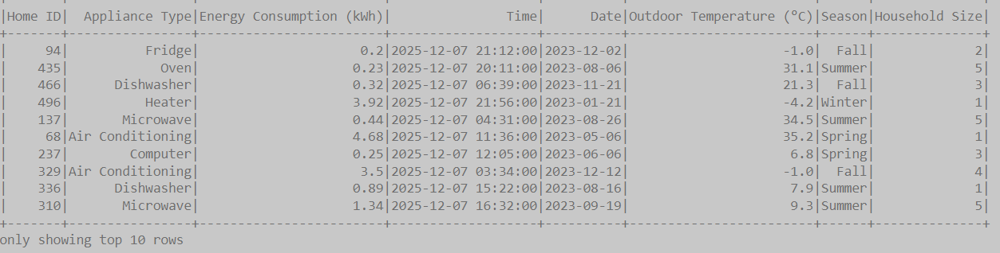 |Home ID|  Appliance Type|Energy Consumption (kWh)|               Time|      Date|Outdoor Temperature (°C)|Season|Household Size|
+-------+----------------+------------------------+-------------------+----------+------------------------+------+--------------+
|     94|          Fridge|                     0.2|2025-12-07 21:12:00|2023-12-02|                    -1.0|  Fall|             2|
|    435|            Oven|                    0.23|2025-12-07 20:11:00|2023-08-06|                    31.1|Summer|             5|
|    466|      Dishwasher|                    0.32|2025-12-07 06:39:00|2023-11-21|                    21.3|  Fall|             3|
|    496|          Heater|                    3.92|2025-12-07 21:56:00|2023-01-21|                    -4.2|Winter|             1|
|    137|       Microwave|                    0.44|2025-12-07 04:31:00|2023-08-26|                    34.5|Summer|             5|
|     68|Air Conditioning|                    4.68|2025-12-07 11:36:00|2023-05-06|                    35.2|Spring|             1|
|    237|        Computer|                    0.25|2025-12-07 12:05:00|2023-06-06|                     6.8|Spring|             3|
|    329|Air Conditioning|                     3.5|2025-12-07 03:34:00|2023-12-12|                    -1.0|  Fall|             4|
|    336|      Dishwasher|                    0.89|2025-12-07 15:22:00|2023-08-16|                     7.9|Summer|             1|
|    310|       Microwave|                    1.34|2025-12-07 16:32:00|2023-09-19|                     9.3|Summer|             5|
+-------+----------------+------------------------+-------------------+----------+------------------------+------+--------------+
only showing top 10 rows